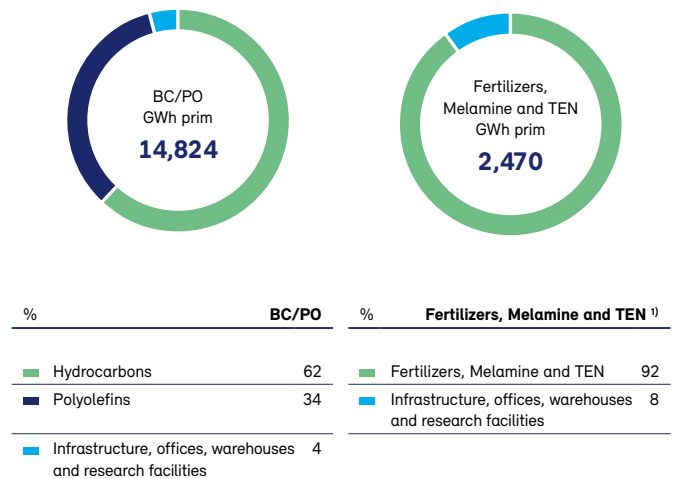 BC/PO
GWh prim
14,824
Fertilizers,
Melamine and TEN
GWh prim
2,470
% BC/PO
Hydrocarbons 62
Polyolefins 34
Infrastructure, offices, warehouses 4
and research facilities
% Fertilizers, Melamine and TEN 1)
Fertilizers, Melamine and TEN 92
Infrastructure, offices, warehouses 8
and research facilities